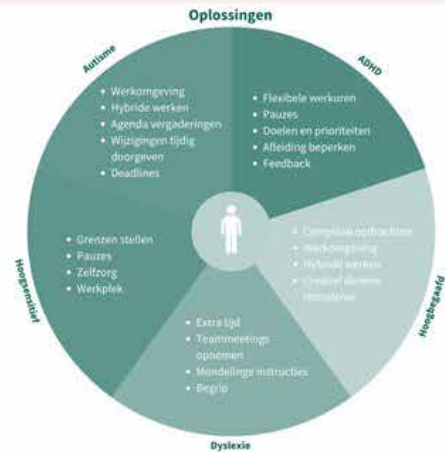 Oplossingen
Autisme
• Werkomgeving
• Hybride werken
• Agenda vergaderingen
• Wijzigingen tijdig
doorgeven
• Deadlines
ADHD
• Flexibele werkuren
• Pauzes
• Doelen en prioriteiten
• Afleiding beperken
• Feedback
Hoogbegaafd
• Complexe opdrachten
• Werkomgeving
• Hybride werken
• Creatief denken
stimuleren
Dyslexie
• Extra tijd
• Teammeetings
opnemen
• Mondelinge instructies
• Begrip
Hoogsensitief
• Grenzen stellen
• Pauzes
• Zelfzorg
• Werkplek